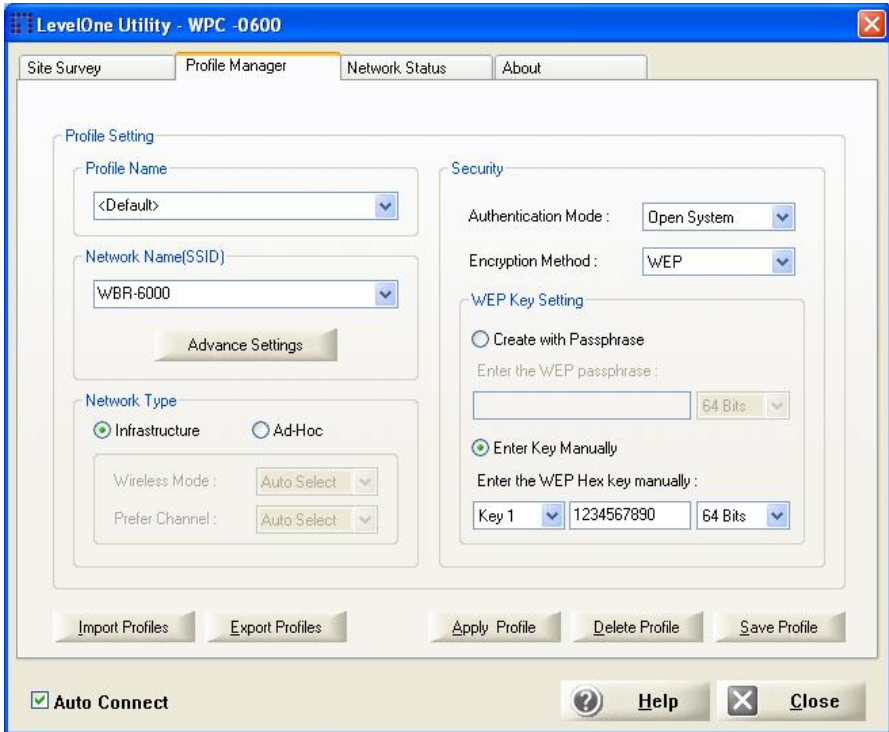 LevelOne Utility - WPC -0600
Site Survey
Profile Manager
Network Status
About
Profile Setting
Profile Name
<Default>
Network Name(SSID)
WBR-6000
Advance Settings
Network Type
Infrastructure
Ad-Hoc
Wireless Mode :
Auto Select
Prefer Channel :
Auto Select
Security
Authentication Mode :
Open System
Encryption Method :
WEP
WEP Key Setting
Create with Passphrase
Enter the WEP passphrase :
64 Bits
Enter Key Manually
Enter the WEP Hex key manually :
Key 1
1234567890
64 Bits
Import Profiles
Export Profiles
Apply Profile
Delete Profile
Save Profile
Auto Connect
Help
Close